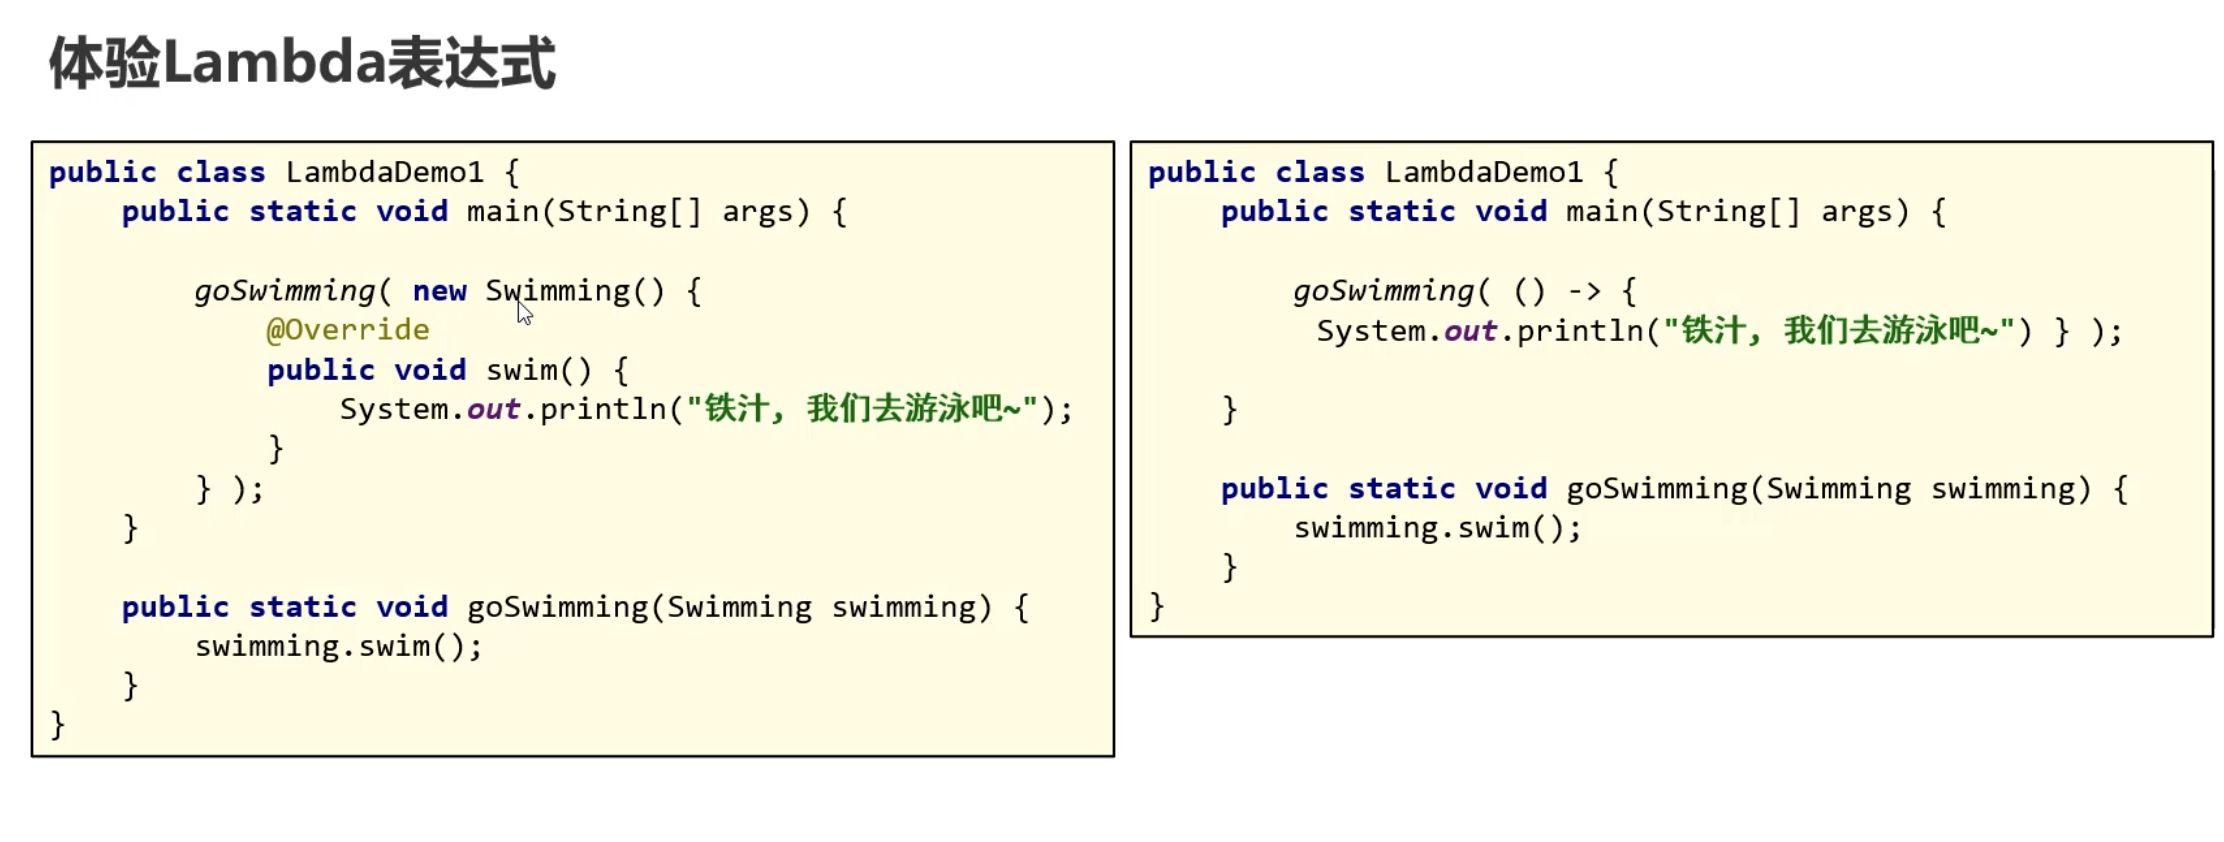 体验Lambda表达式
public class LambdaDemo1 {
    public static void main(String[] args) {
        goSwimming( new Swimming() {
            @Override
            public void swim() {
                System.out.println("铁汁, 我们去游泳吧~");
            }
        } );
    }
    public static void goSwimming(Swimming swimming) {
        swimming.swim();
    }
}
public class LambdaDemo1 {
    public static void main(String[] args) {
        goSwimming( () -> {
         System.out.println("铁汁, 我们去游泳吧~") } );
    }
    public static void goSwimming(Swimming swimming) {
        swimming.swim();
    }
}